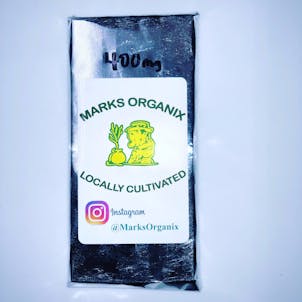 400mg
MARKS ORGANIX
LOCALLY CULTIVATED
Instagram
@MarksOrganix